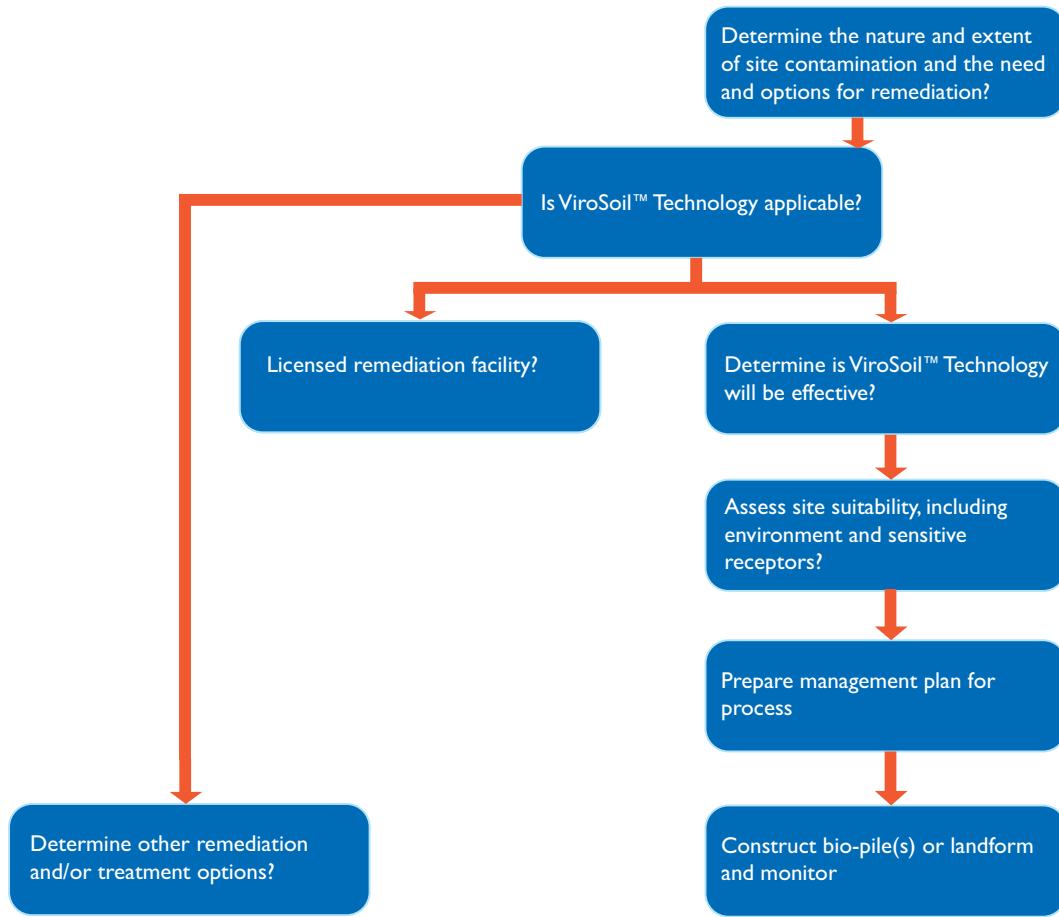 Determine the nature and extent
of site contamination and the need
and options for remediation?
Is ViroSoil™ Technology applicable?
Licensed remediation facility?
Determine is ViroSoil™ Technology
will be effective?
Assess site suitability, including
environment and sensitive
receptors?
Prepare management plan for
process
Determine other remediation
and/or treatment options?
Construct bio-pile(s) or landform
and monitor